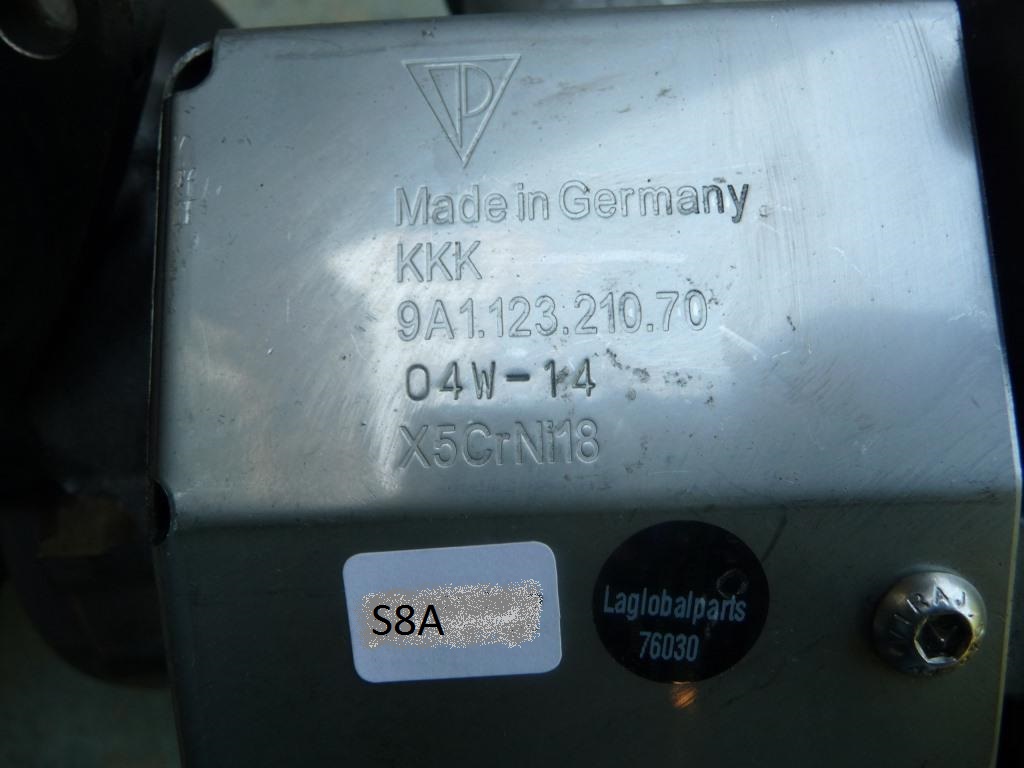 Made in Germany
KKK
9A1.123.210.70
04W-14
X5CrNi18
S8A
Laglobalparts
76030